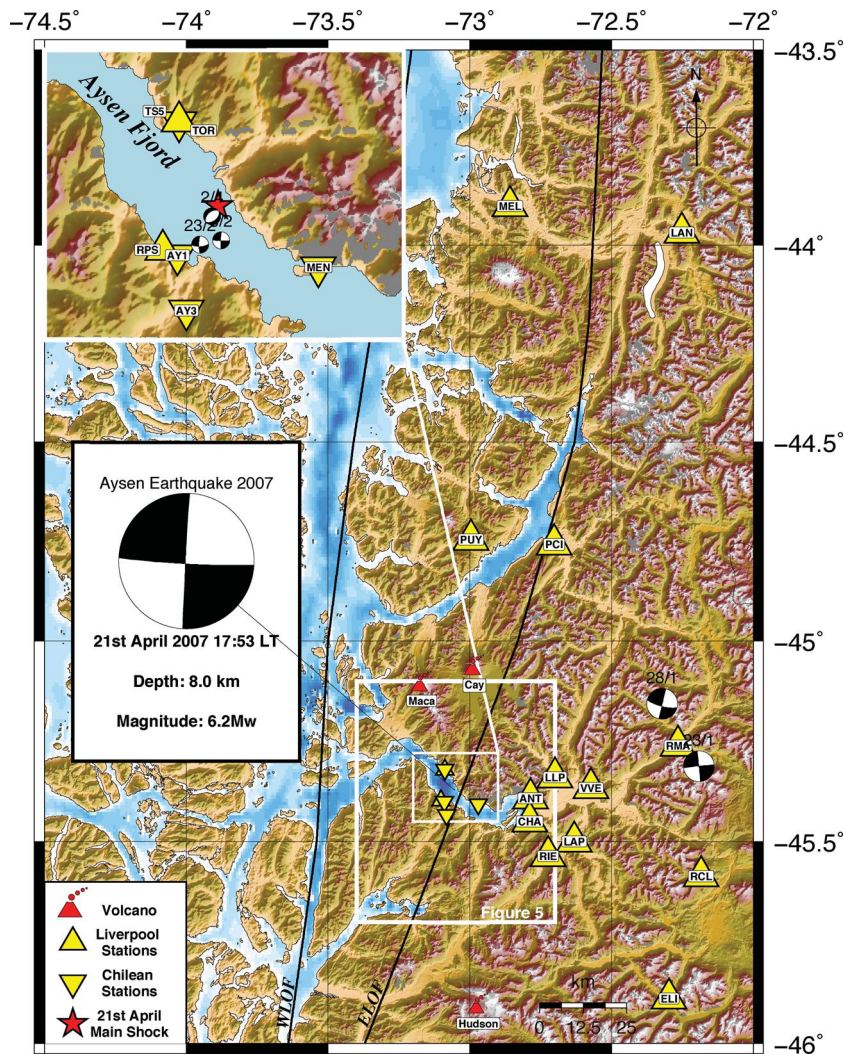 −74.5 −74° −73.5° −73° −72.5° −72°
−43.5°
−44°
−44.5°
−45°
−45.5°
−46°
N
Aysen Fjord
TS5
TOR
23/2
RPS
AY1
MEN
AY3
MEL
LAN
PUY
PCI
Aysen Earthquake 2007
21st April 2007 17:53 LT
Depth: 8.0 km
Magnitude: 6.2Mw
Maca
Cay
28/1
RMA
23/1
LLP
VVE
ANT
CHA
LAP
RIE
RCL
Figure 5
ELI
Hudson
WLOF
ELOF
km
0 12.5 25
Volcano
Liverpool
Stations
Chilean
Stations
21st April
Main Shock